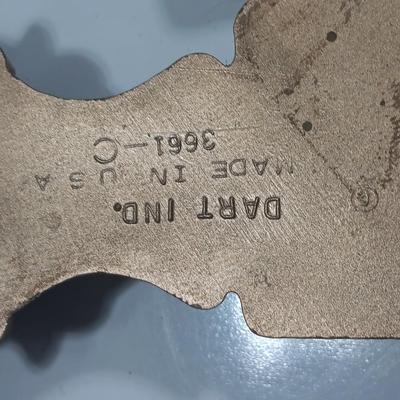 DART IND.
MADE IN U S A
3661-C